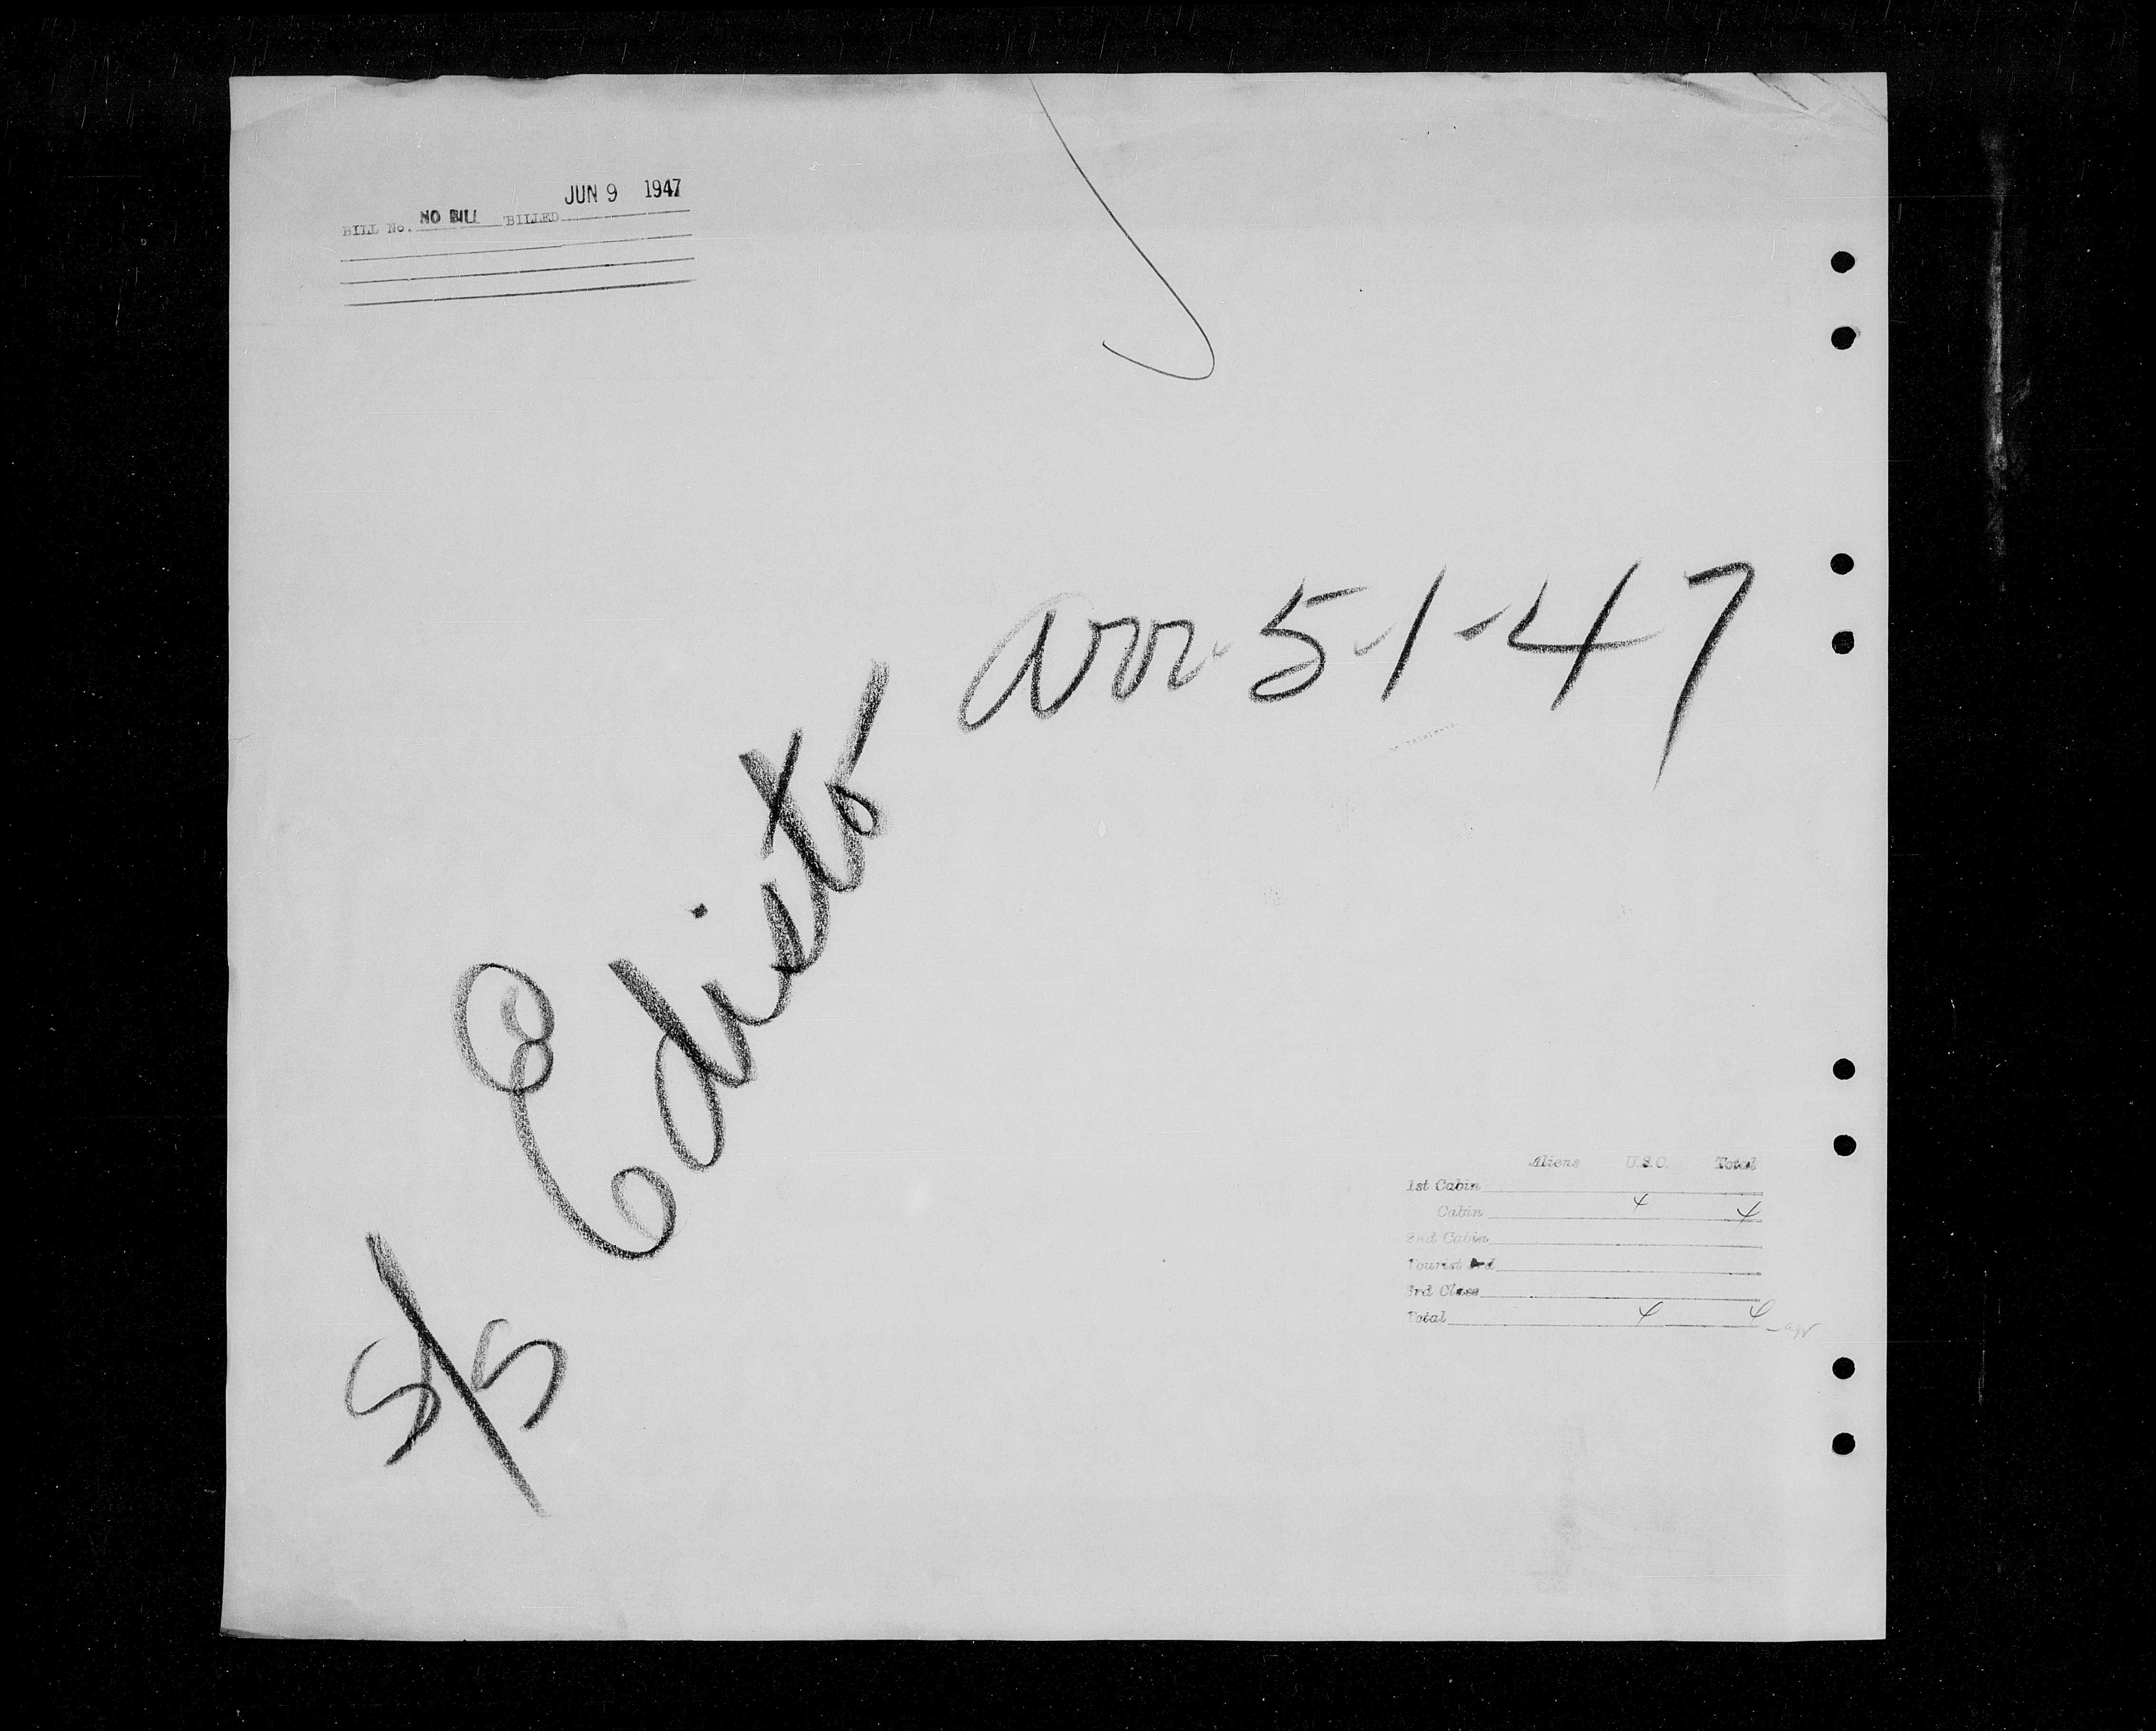 JUN 9 1947
BILL No. NO BILL BILLED
arr. 5-1-47
S/S Edisto
Aliens U.S.C. Total
1st Cabin
Cabin 4 4
2nd Cabin
Tourist 3rd
3rd Class
Total 4 4